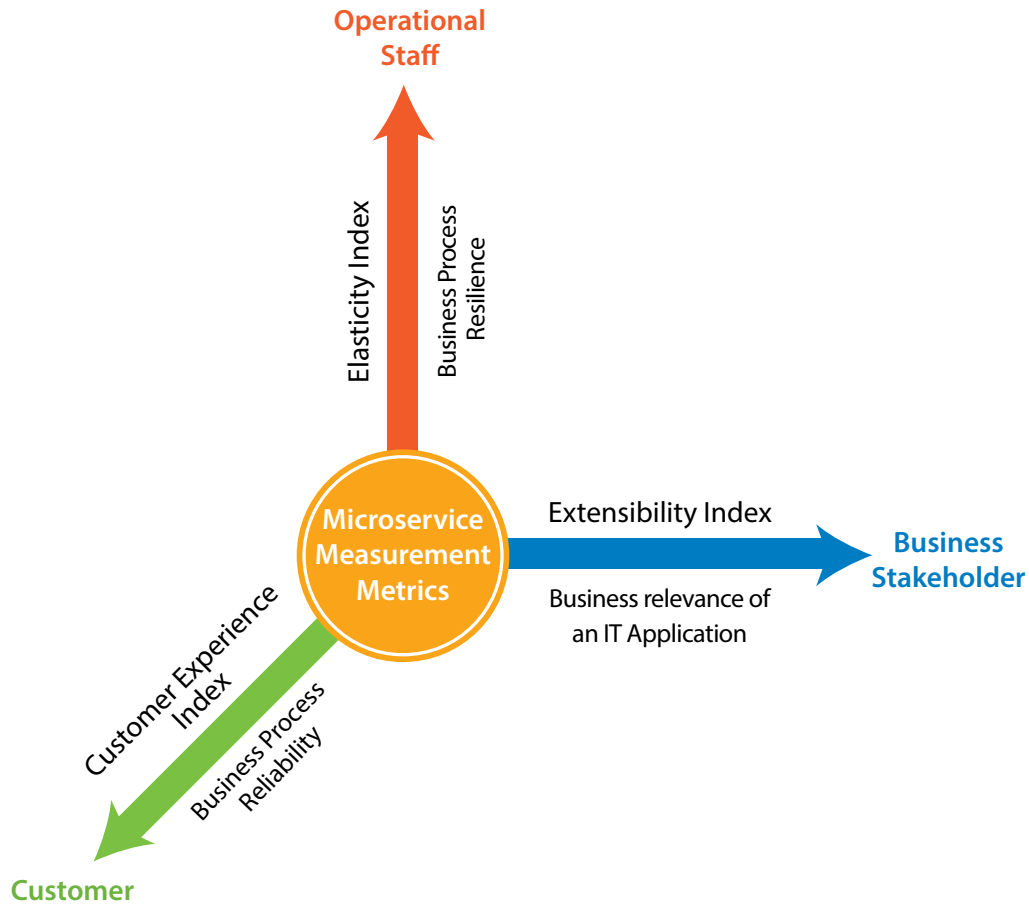 Operational
Staff
Elasticity Index
Business Process
Resilience
Microservice
Measurement
Metrics
Extensibility Index
Business relevance of
an IT Application
Business
Stakeholder
Customer Experience
Index
Business Process
Reliability
Customer